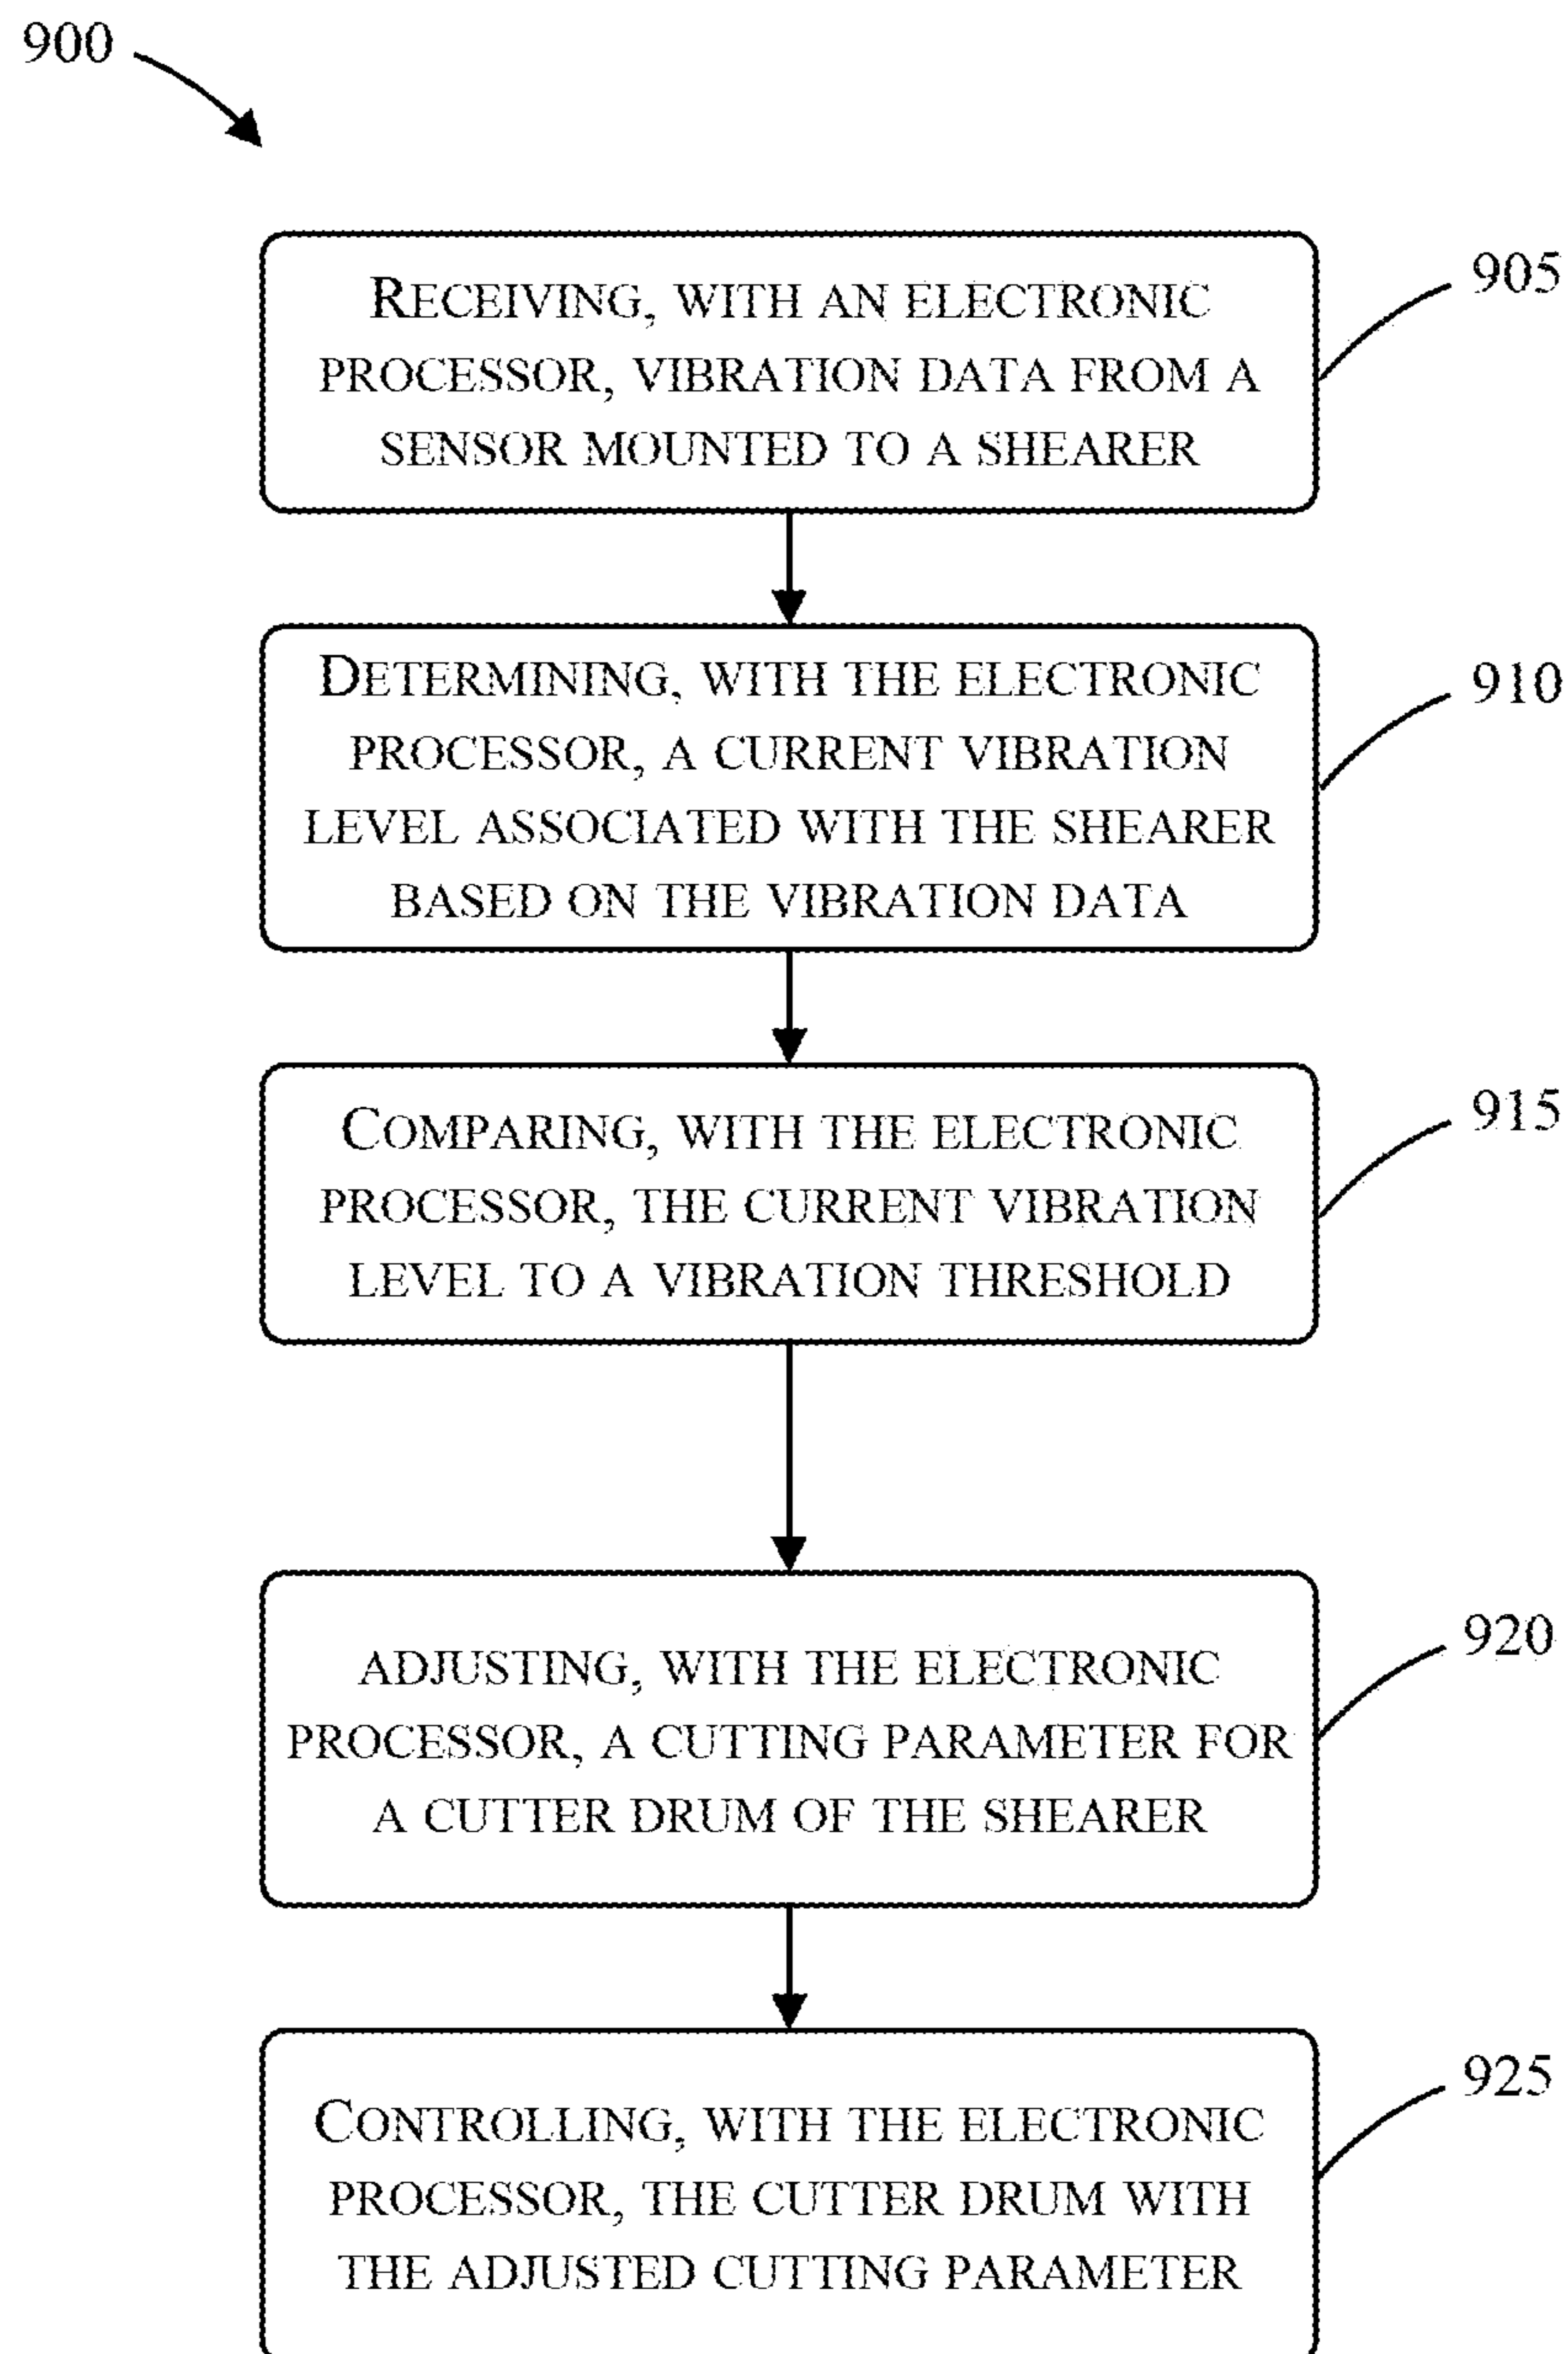 900
RECEIVING, WITH AN ELECTRONIC
PROCESSOR, VIBRATION DATA FROM A
SENSOR MOUNTED TO A SHEARER
905
DETERMINING, WITH THE ELECTRONIC
PROCESSOR, A CURRENT VIBRATION
LEVEL ASSOCIATED WITH THE SHEARER
BASED ON THE VIBRATION DATA
910
COMPARING, WITH THE ELECTRONIC
PROCESSOR, THE CURRENT VIBRATION
LEVEL TO A VIBRATION THRESHOLD
915
ADJUSTING, WITH THE ELECTRONIC
PROCESSOR, A CUTTING PARAMETER FOR
A CUTTER DRUM OF THE SHEARER
920
CONTROLLING, WITH THE ELECTRONIC
PROCESSOR, THE CUTTER DRUM WITH
THE ADJUSTED CUTTING PARAMETER
925